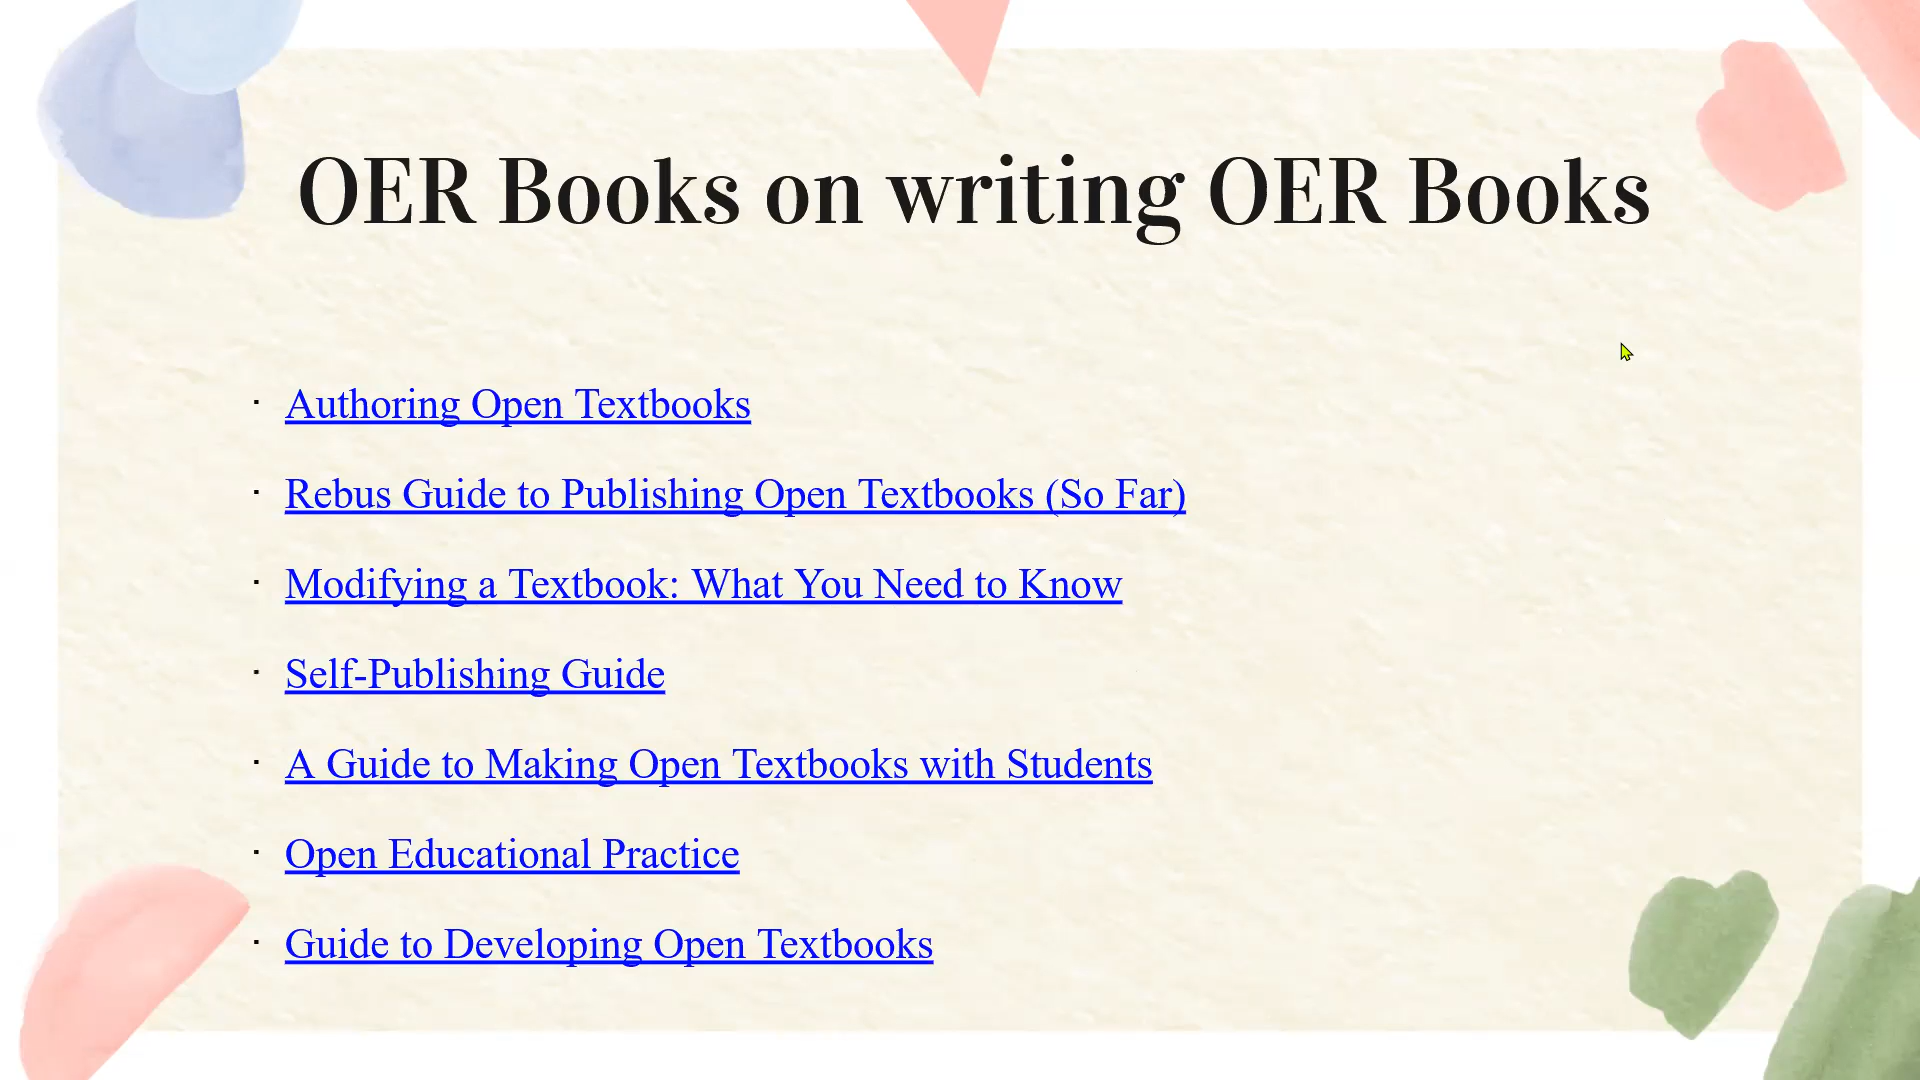 OER Books on writing OER Books
· Authoring Open Textbooks
· Rebus Guide to Publishing Open Textbooks (So Far)
· Modifying a Textbook: What You Need to Know
· Self-Publishing Guide
· A Guide to Making Open Textbooks with Students
· Open Educational Practice
· Guide to Developing Open Textbooks